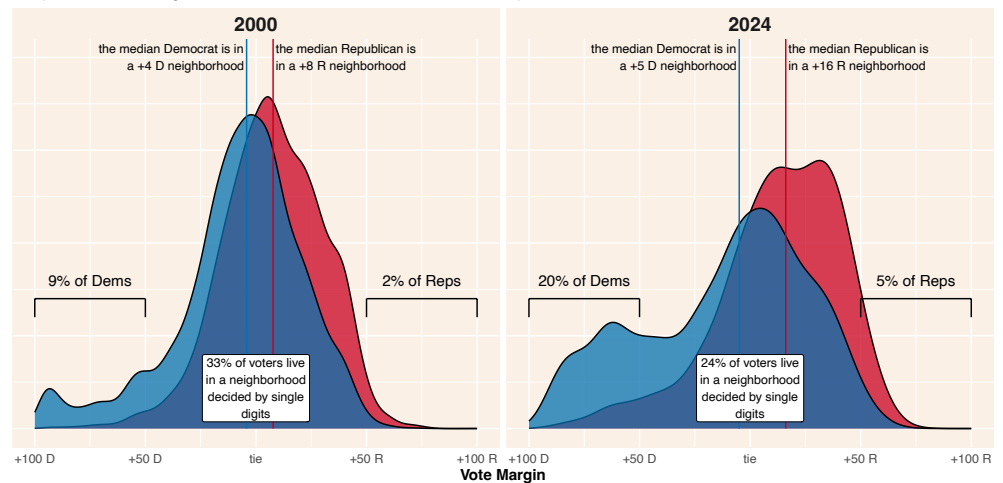 2000
the median Democrat is in
a +4 D neighborhood
the median Republican is
in a +8 R neighborhood
9% of Dems
2% of Reps
33% of voters live
in a neighborhood
decided by single
digits
+100 D
+50 D
tie
+50 R
+100 R
2024
the median Democrat is in
a +5 D neighborhood
the median Republican is
in a +16 R neighborhood
20% of Dems
5% of Reps
24% of voters live
in a neighborhood
decided by single
digits
+100 D
+50 D
tie
+50 R
+100 R
Vote Margin